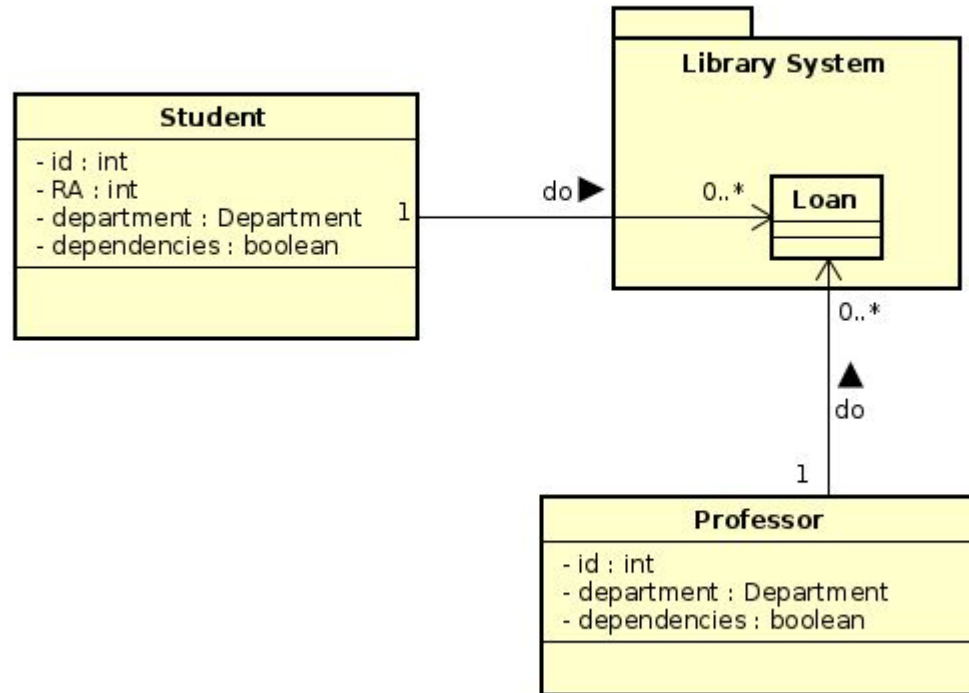 Library System
Student
- id : int
- RA : int
- department : Department
- dependencies : boolean
1
do ▶
0..*
Loan
0..*
▲
do
1
Professor
- id : int
- department : Department
- dependencies : boolean